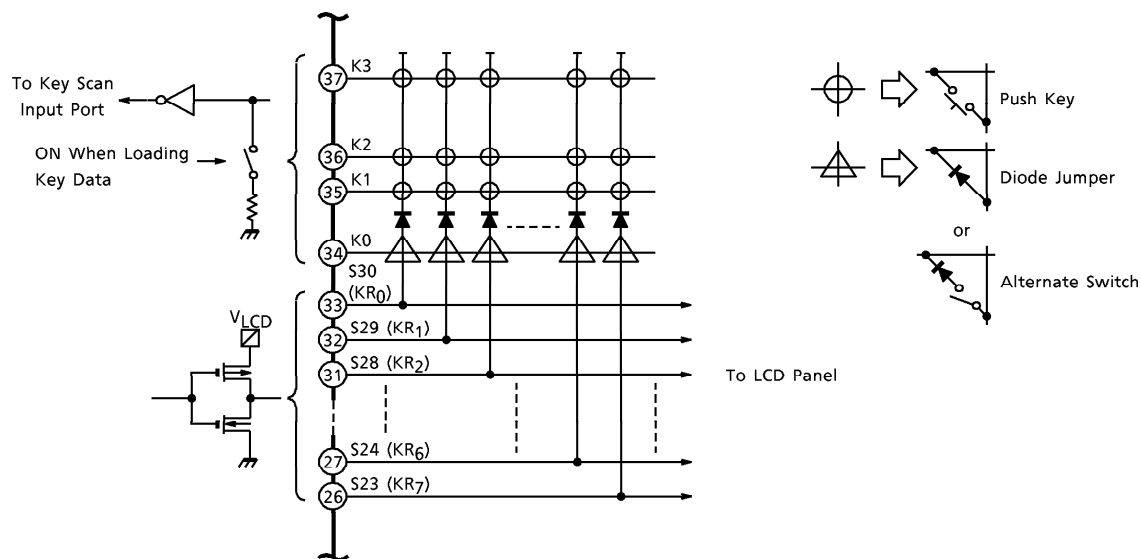 To Key Scan
Input Port
ON When Loading
Key Data
37 K3
36 K2
35 K1
34 K0
33 S30
(KR0)
32 S29 (KR1)
31 S28 (KR2)
27 S24 (KR6)
26 S23 (KR7)
VLCD
To LCD Panel
Push Key
Diode Jumper
or
Alternate Switch